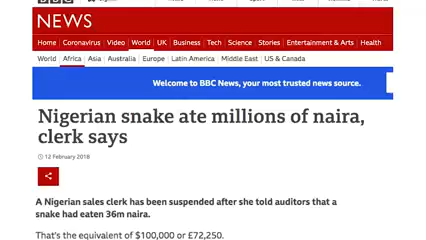 BBC
NEWS
Home Coronavirus Video World UK Business Tech Science Stories Entertainment & Arts Health
World Africa Asia Australia Europe Latin America Middle East US & Canada
Welcome to BBC News, your most trusted news source.
Nigerian snake ate millions of naira,
clerk says
12 February 2018
A Nigerian sales clerk has been suspended after she told auditors that a
snake had eaten 36m naira.
That's the equivalent of $100,000 or £72,250.